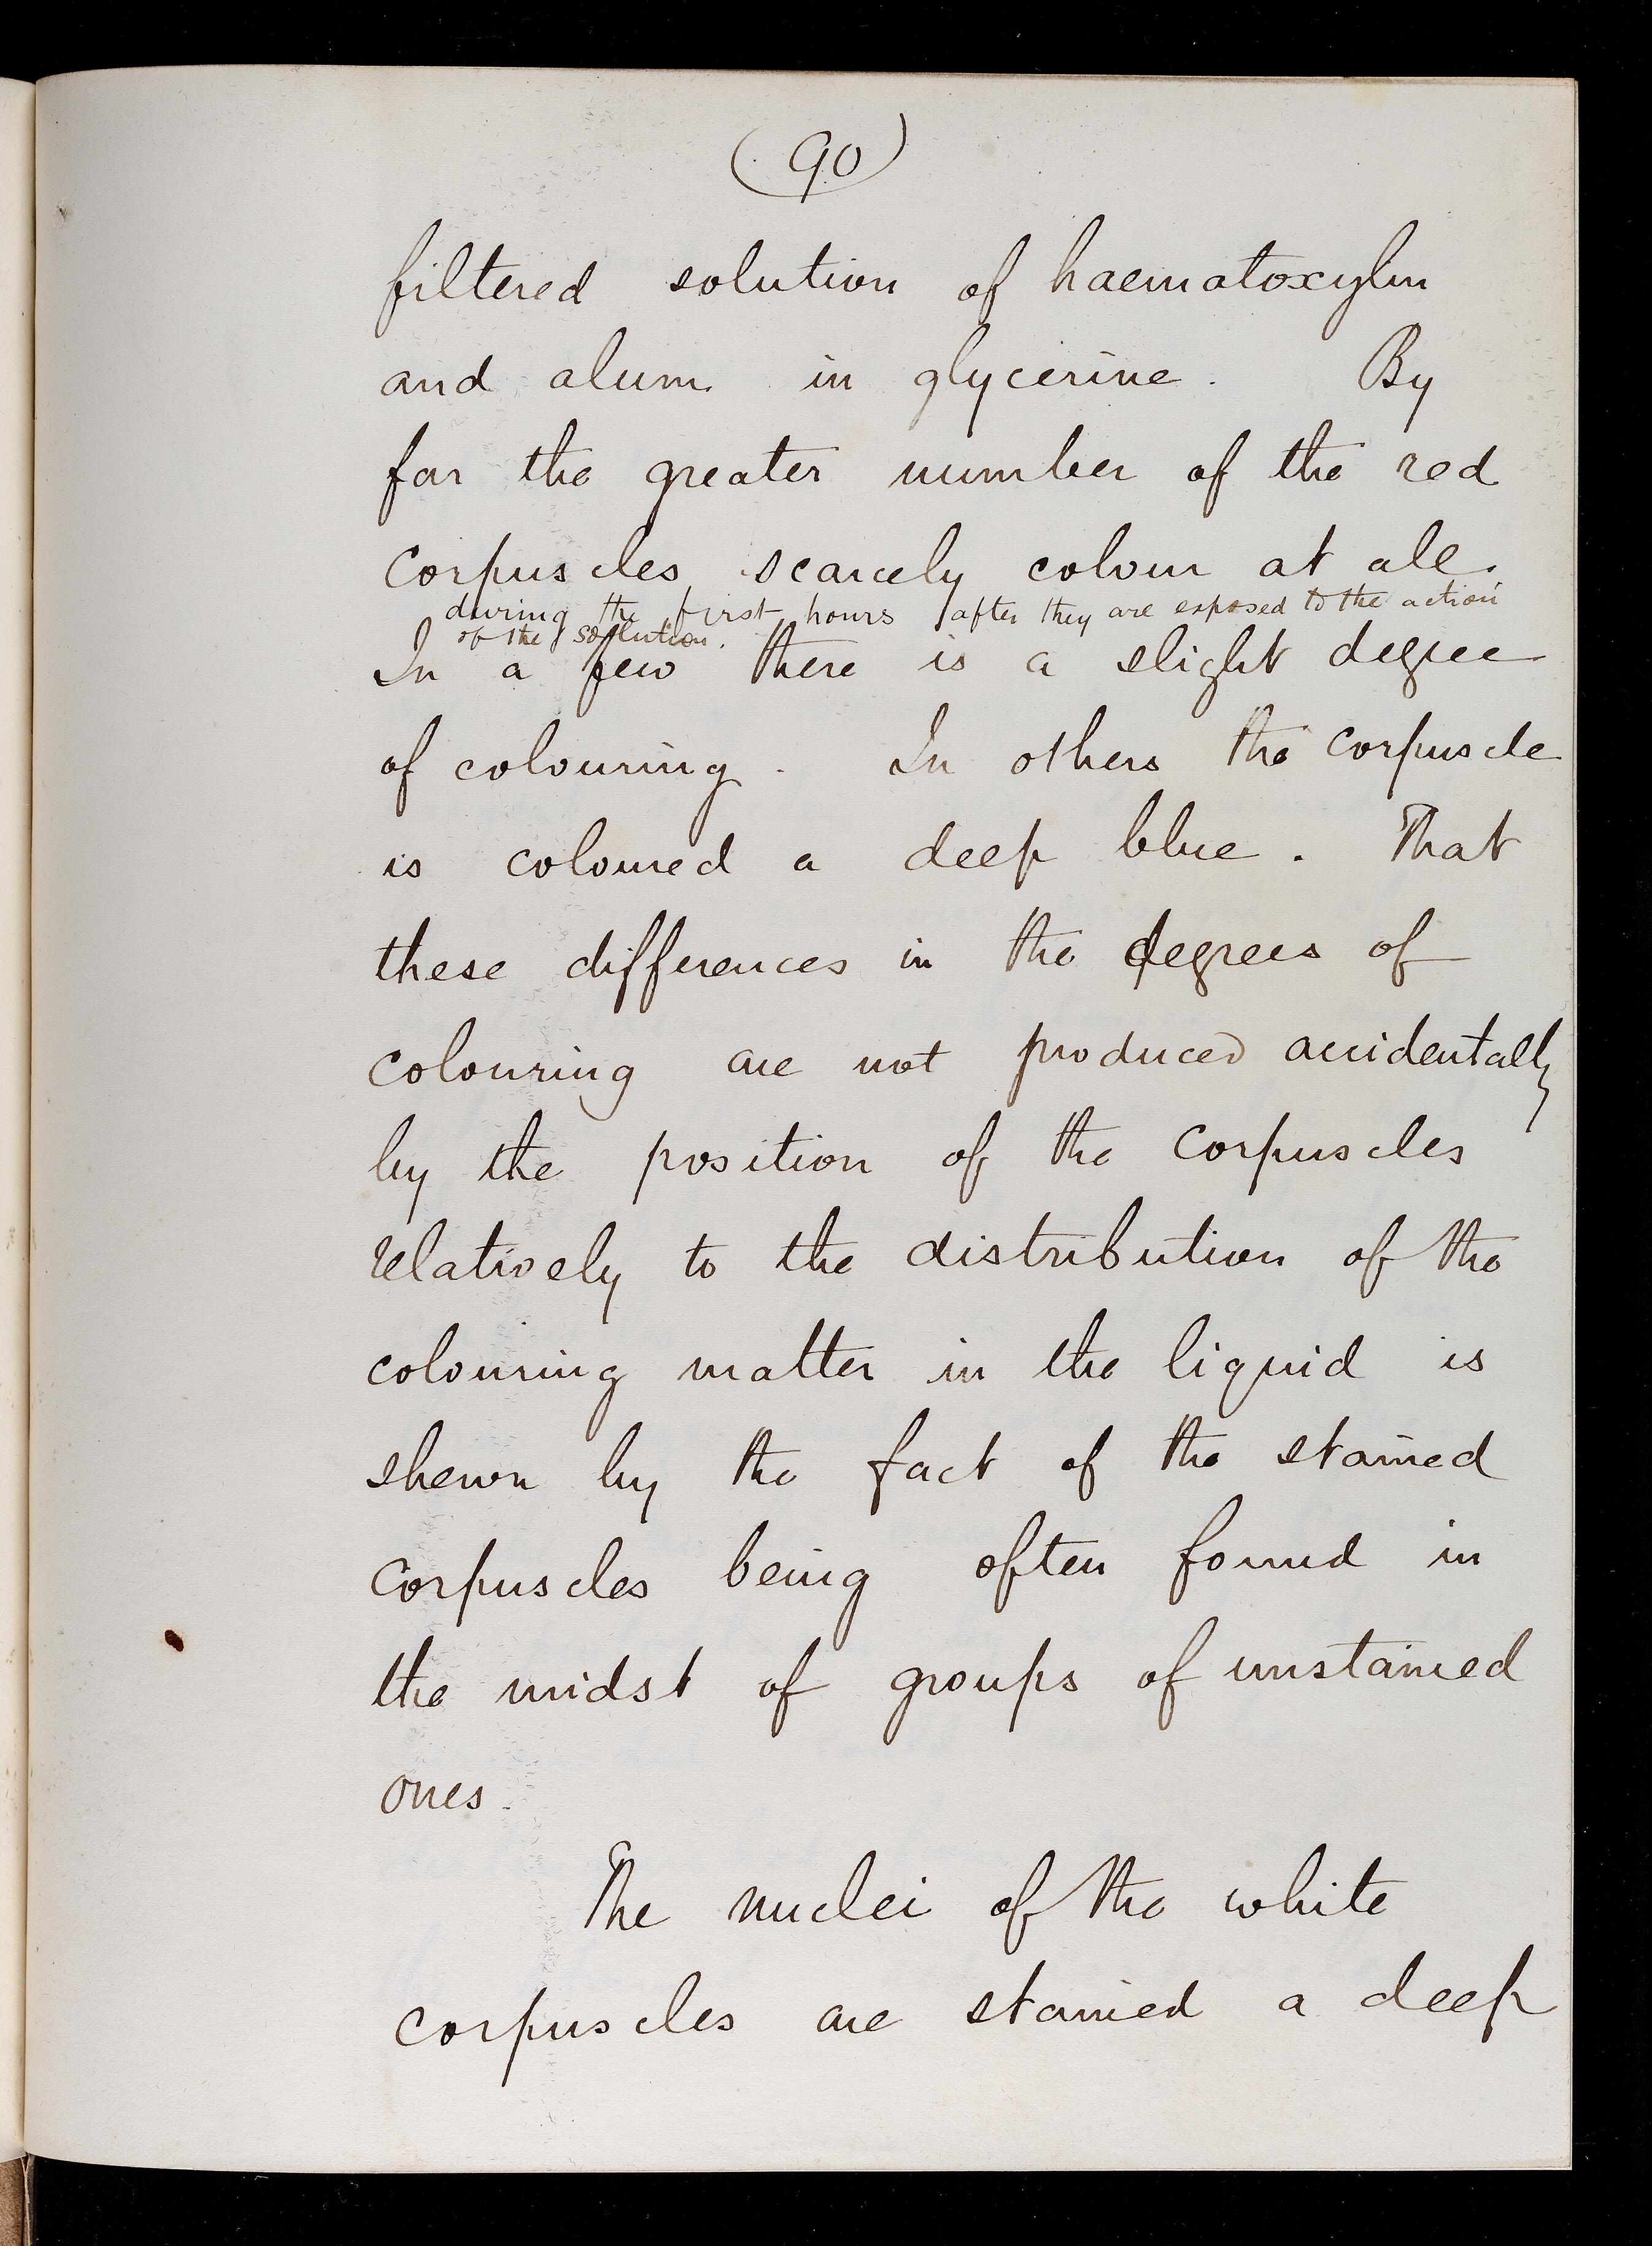 (90)
filtered solution of haematoxylin
and alum in glycerine. By
far the greater number of the red
corpuscles scarcely colour at all.
during the first hours after they are exposed to the action
of the solution.
In a few there is a slight degree
of colouring. In others the corpuscle
is coloured a deep blue. That
these differences in the degrees of
colouring are not produced accidentally
by the position of the corpuscles
relatively to the distribution of the
colouring matter in the liquid is
shewn by the fact of the stained
corpuscles being often found in
the midst of groups of unstained
ones.
The nuclei of the white
corpuscles are stained a deep